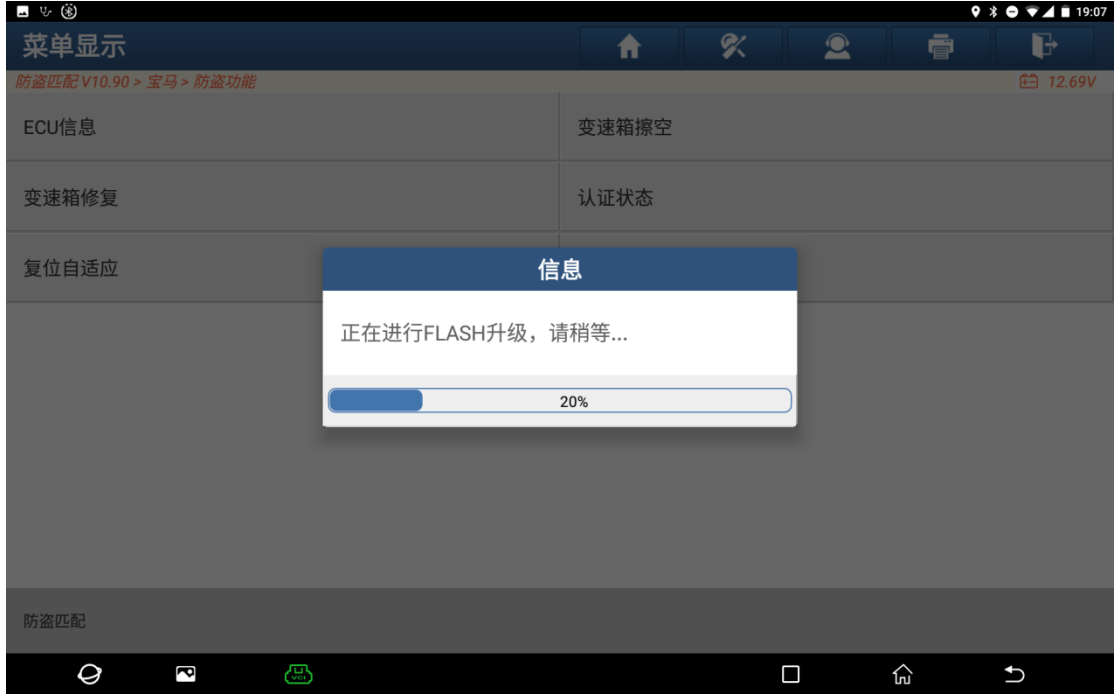 19:07
菜单显示
防盗匹配 V10.90 > 宝马 > 防盗功能
12.69V
ECU信息
变速箱擦空
变速箱修复
认证状态
复位自适应
信息
正在进行FLASH升级，请稍等...
20%
防盗匹配
VCI